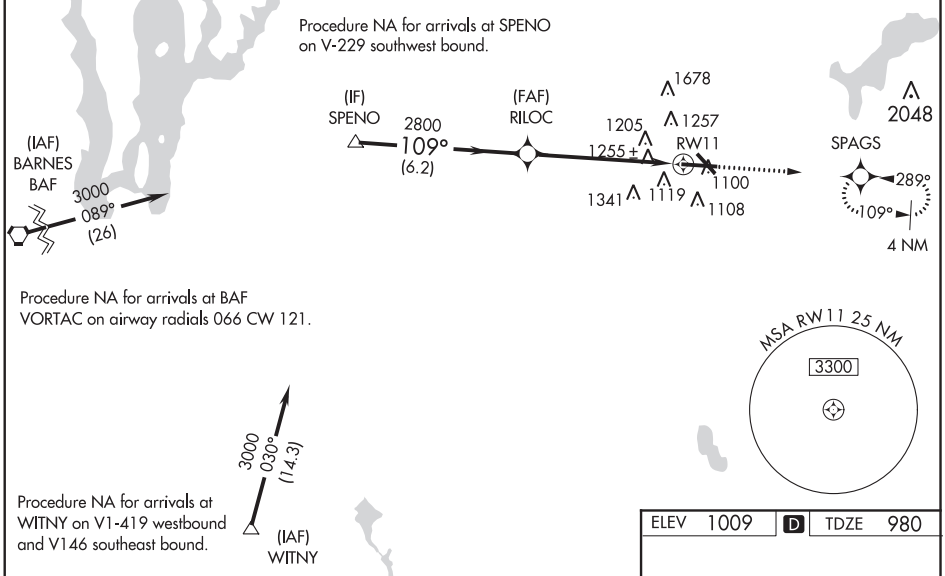 Procedure NA for arrivals at SPENO
on V-229 southwest bound.
1678
2048
(IF)
SPENO
(FAF)
RILOC
1205
1257
RW11
SPAGS
2800
109°
(6.2)
1255 ±
1100
1341
1119
1108
289°
109°
4 NM
(IAF)
BARNES
BAF
3000
089°
(26)
Procedure NA for arrivals at BAF
VORTAC on airway radials 066 CW 121.
MSA RW11 25 NM
3300
3000
030°
(14.3)
Procedure NA for arrivals at
WITNY on V1-419 westbound
and V146 southeast bound.
(IAF)
WITNY
ELEV 1009 D TDZE 980